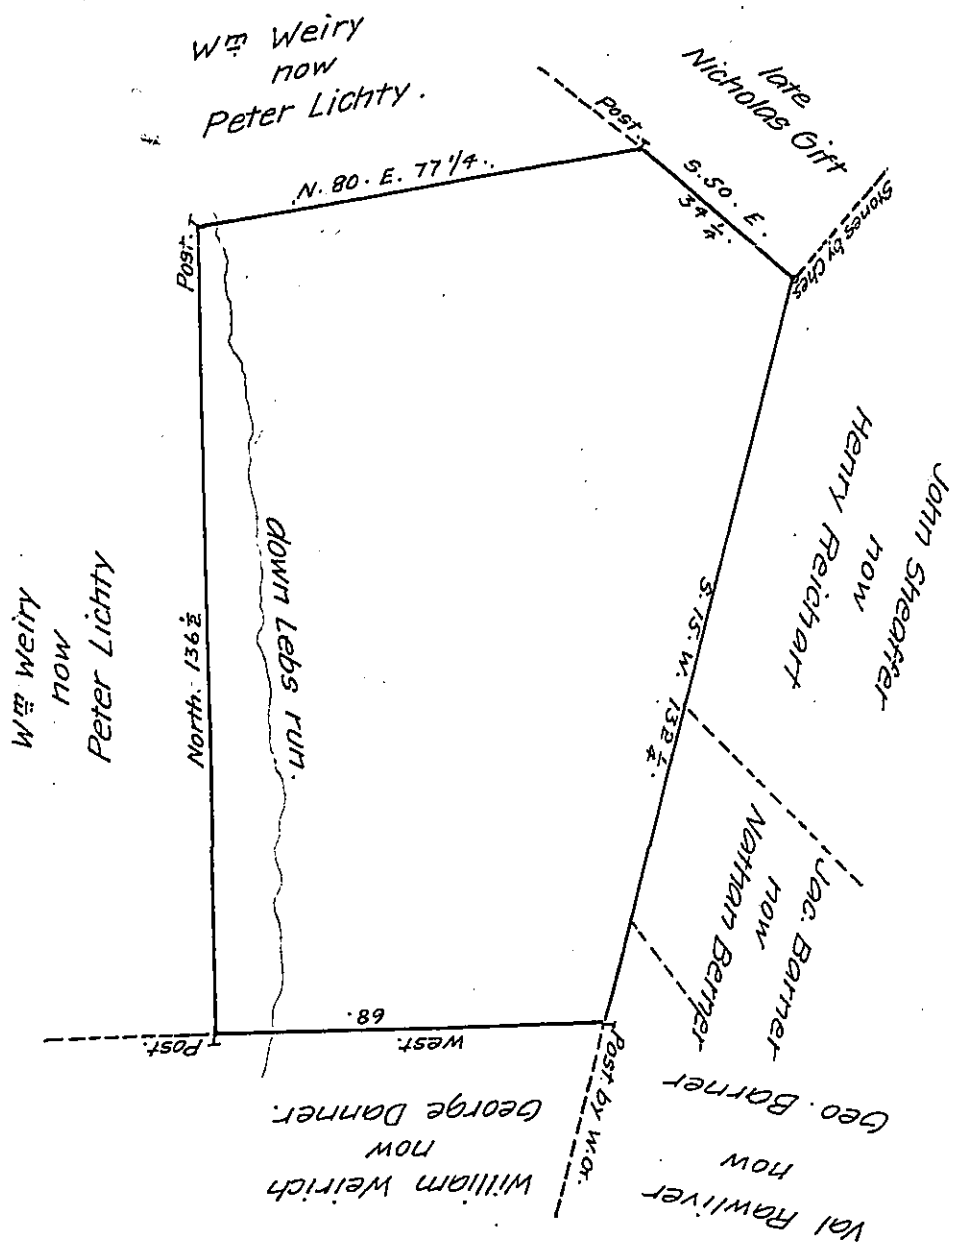 Wm Weiry
now
Peter Lichty.
late
Nicholas Gift
Post.
N. 80. E. 77 1/4.
S. 50. E.
34 1/4.
Stones by Ches.
Post.
John Sheaffer
now
Henry Reichart
down Lebs run.
North. 136 1/2
Wm Weiry
now
Peter Lichty
S. 15. W. 132 1/4.
Jac. Barner
now
Nathan Berner
West. 68.
Post.
Post by W.or.
Geo. Barner
now
Val Rawliver
William Weirich
now
George Danner.